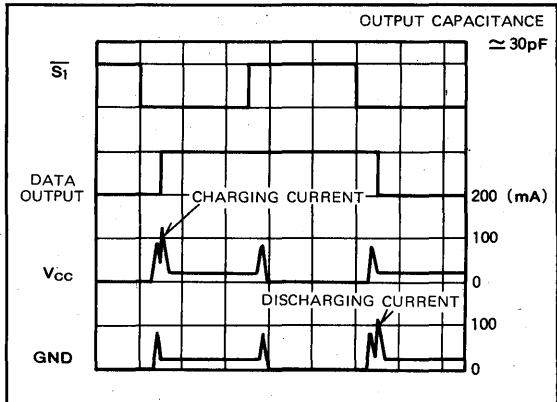 OUTPUT CAPACITANCE
≃ 30pF
S̅1̅
DATA
OUTPUT
200 (mA)
CHARGING CURRENT
100
VCC
0
DISCHARGING CURRENT
100
GND
0